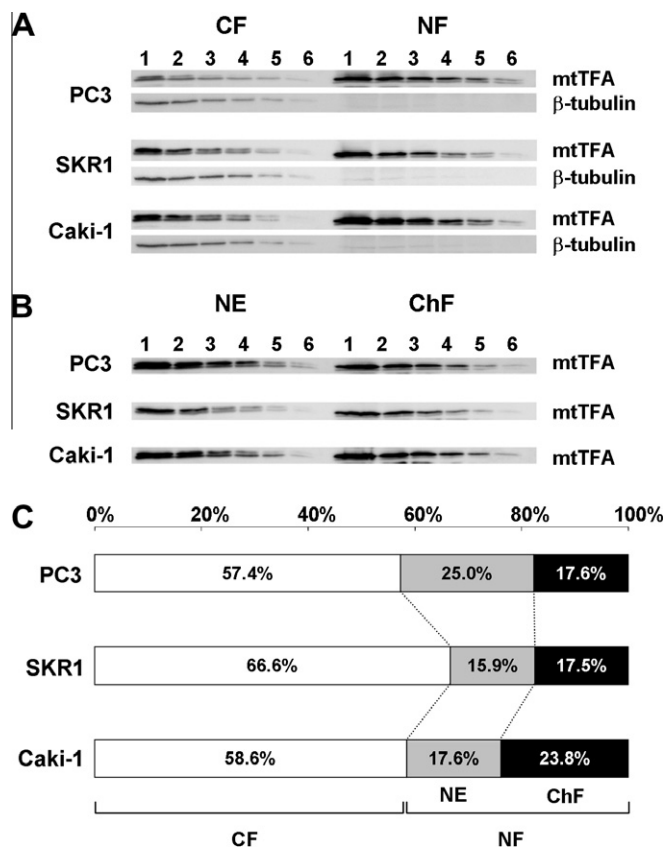 A
CF NF
1 2 3 4 5 6 1 2 3 4 5 6
PC3 mtTFA
β-tubulin
SKR1 mtTFA
β-tubulin
Caki-1 mtTFA
β-tubulin
B
NE ChF
1 2 3 4 5 6 1 2 3 4 5 6
PC3 mtTFA
SKR1 mtTFA
Caki-1 mtTFA
C
0% 20% 40% 60% 80% 100%
PC3 57.4% 25.0% 17.6%
SKR1 66.6% 15.9% 17.5%
Caki-1 58.6% 17.6% 23.8%
NE ChF
CF NF